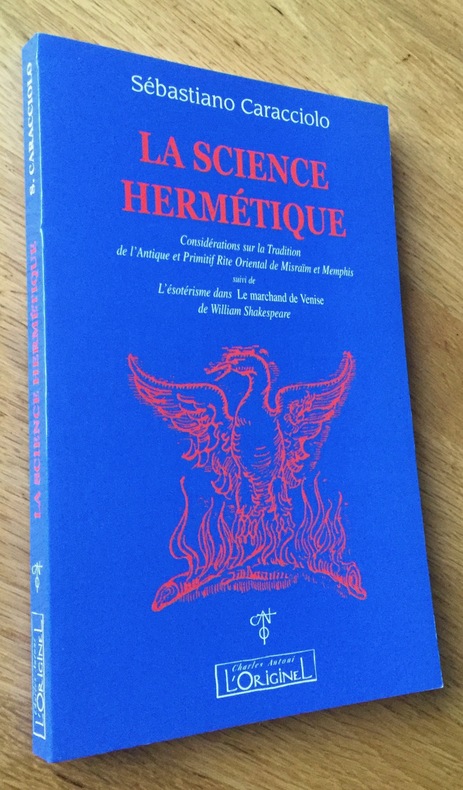 Sébastiano Caracciolo
LA SCIENCE
HERMÉTIQUE
Considérations sur la Tradition
de l'Antique et Primitif Rite Oriental de Misraïm et Memphis
suivi de
L'ésotérisme dans Le marchand de Venise
de William Shakespeare
Charles Antoni
L'ORIGINEL
S. CARACCIOLO
LA SCIENCE HERMÉTIQUE
L'ORIGINEL